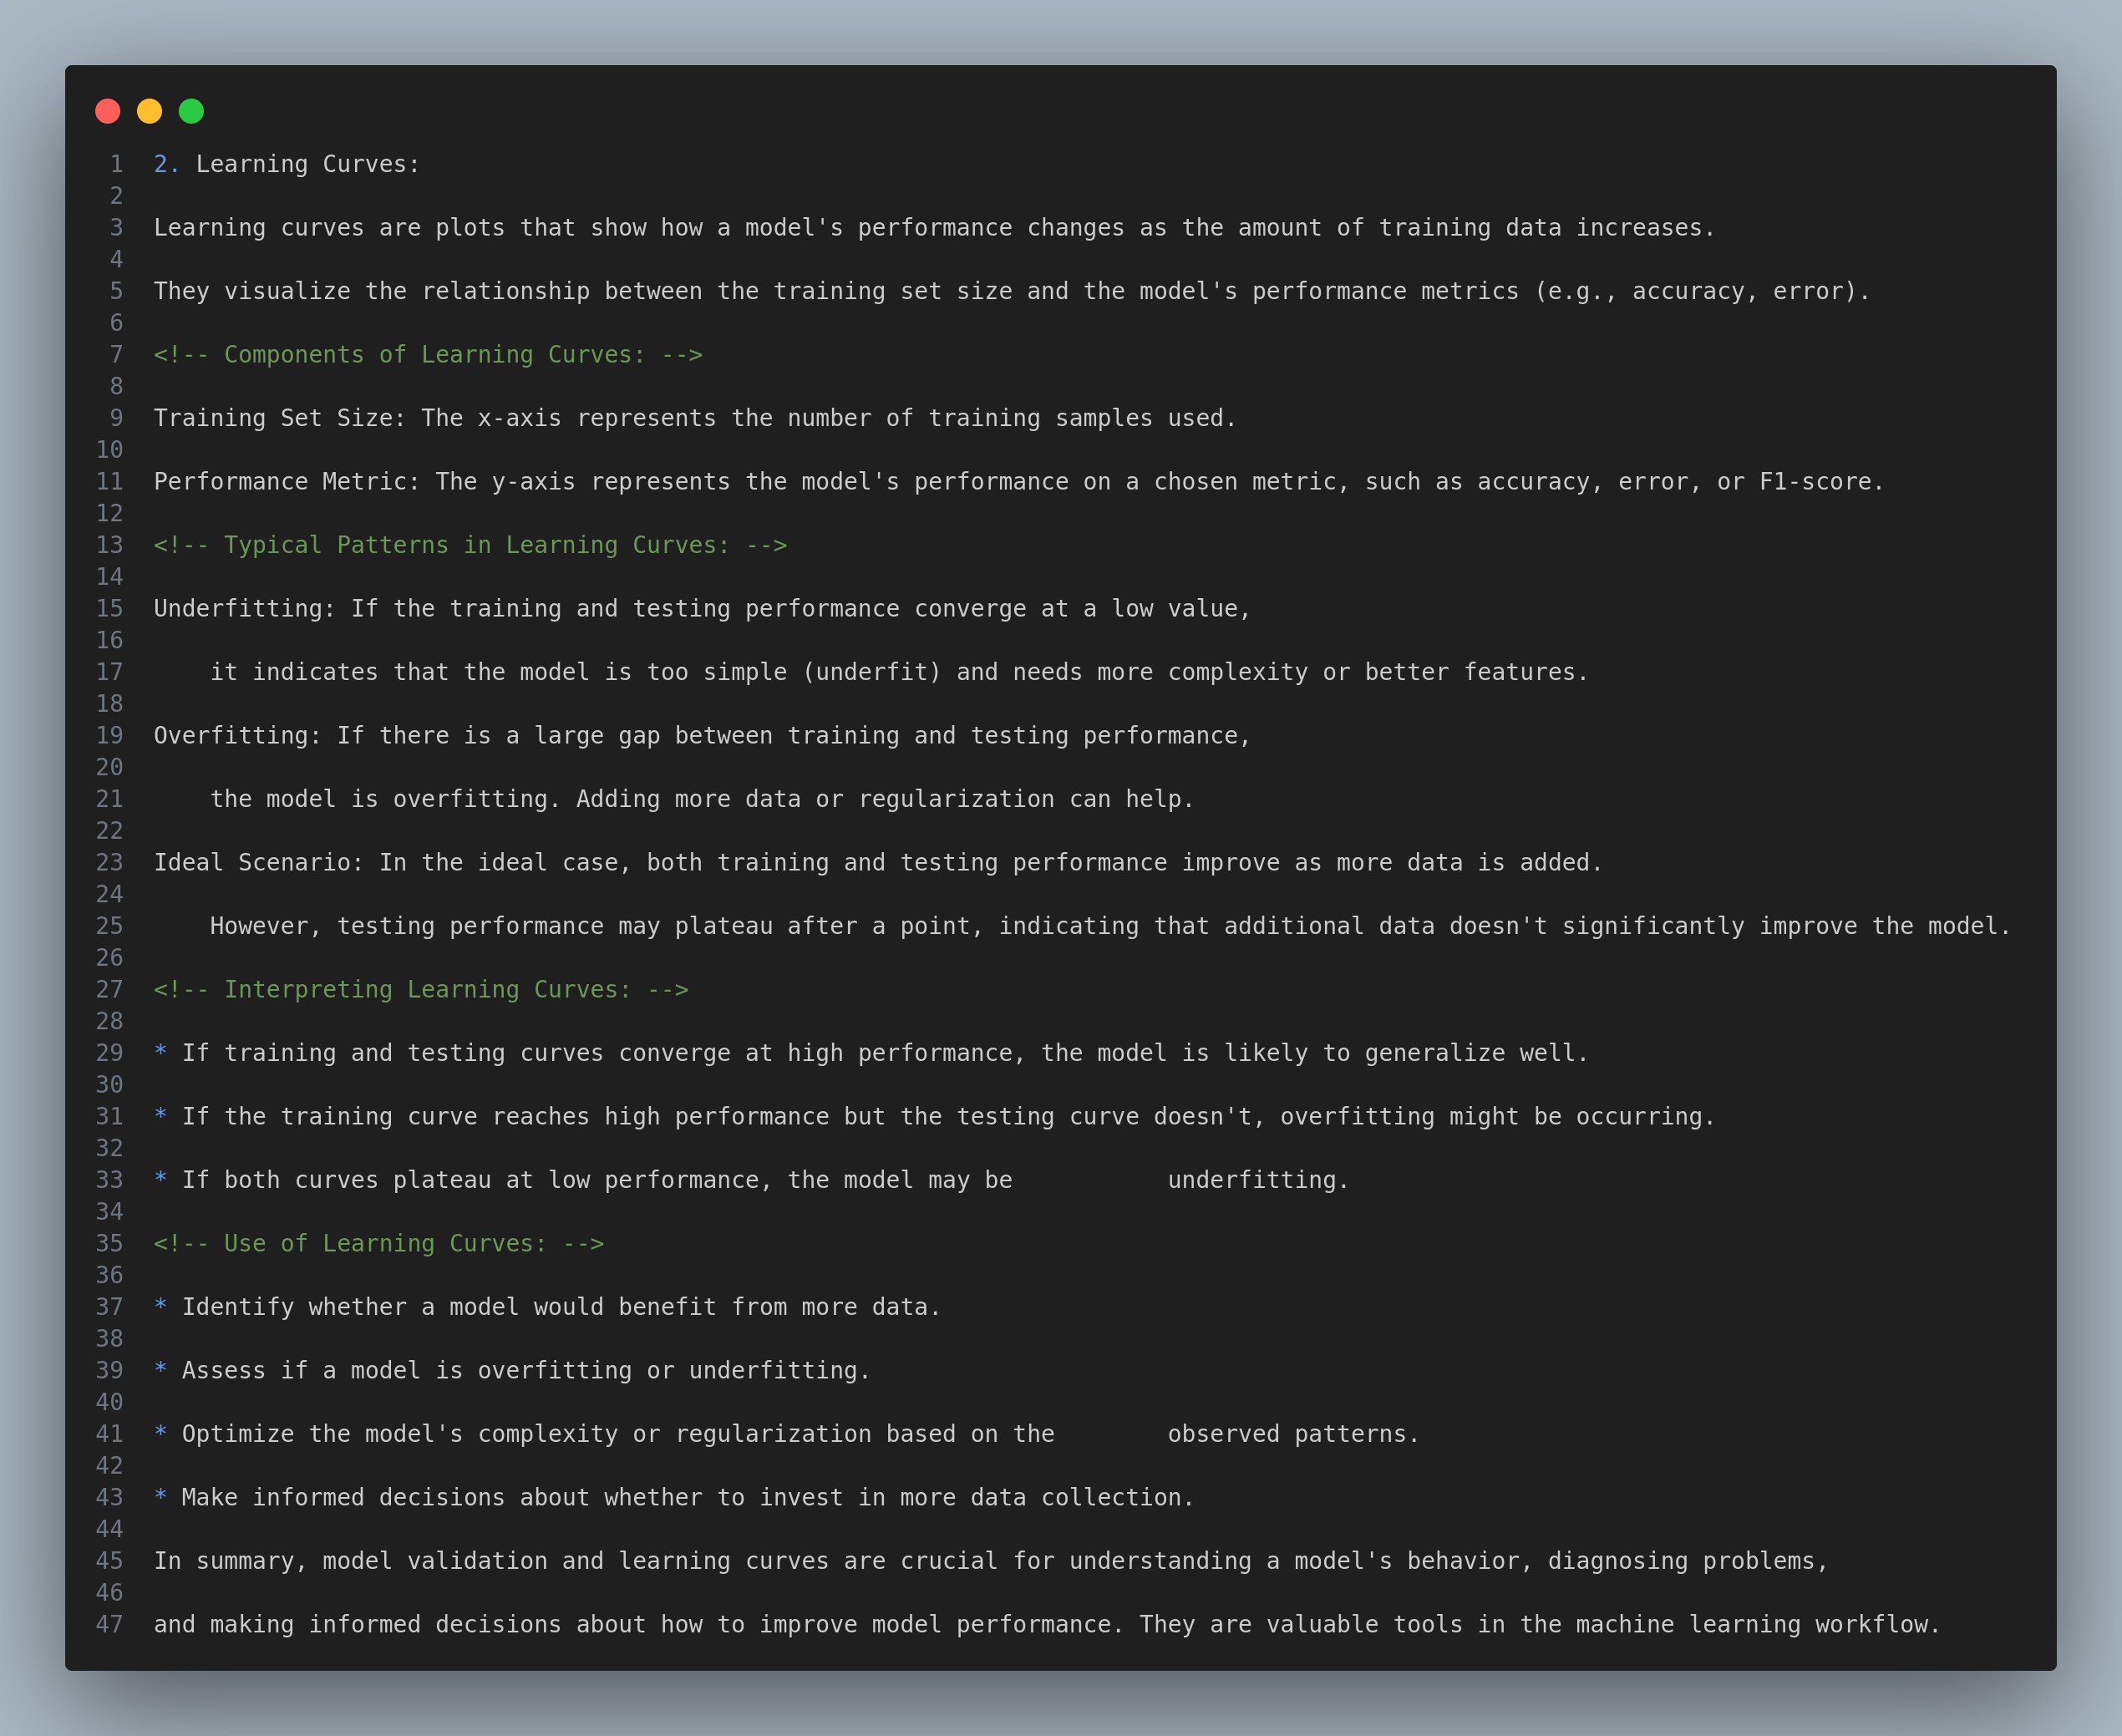 1 2. Learning Curves:
2
3 Learning curves are plots that show how a model's performance changes as the amount of training data increases.
4
5 They visualize the relationship between the training set size and the model's performance metrics (e.g., accuracy, error).
6
7 <!-- Components of Learning Curves: -->
8
9 Training Set Size: The x-axis represents the number of training samples used.
10
11 Performance Metric: The y-axis represents the model's performance on a chosen metric, such as accuracy, error, or F1-score.
12
13 <!-- Typical Patterns in Learning Curves: -->
14
15 Underfitting: If the training and testing performance converge at a low value,
16
17     it indicates that the model is too simple (underfit) and needs more complexity or better features.
18
19 Overfitting: If there is a large gap between training and testing performance,
20
21     the model is overfitting. Adding more data or regularization can help.
22
23 Ideal Scenario: In the ideal case, both training and testing performance improve as more data is added.
24
25     However, testing performance may plateau after a point, indicating that additional data doesn't significantly improve the model.
26
27 <!-- Interpreting Learning Curves: -->
28
29 * If training and testing curves converge at high performance, the model is likely to generalize well.
30
31 * If the training curve reaches high performance but the testing curve doesn't, overfitting might be occurring.
32
33 * If both curves plateau at low performance, the model may be           underfitting.
34
35 <!-- Use of Learning Curves: -->
36
37 * Identify whether a model would benefit from more data.
38
39 * Assess if a model is overfitting or underfitting.
40
41 * Optimize the model's complexity or regularization based on the        observed patterns.
42
43 * Make informed decisions about whether to invest in more data collection.
44
45 In summary, model validation and learning curves are crucial for understanding a model's behavior, diagnosing problems,
46
47 and making informed decisions about how to improve model performance. They are valuable tools in the machine learning workflow.